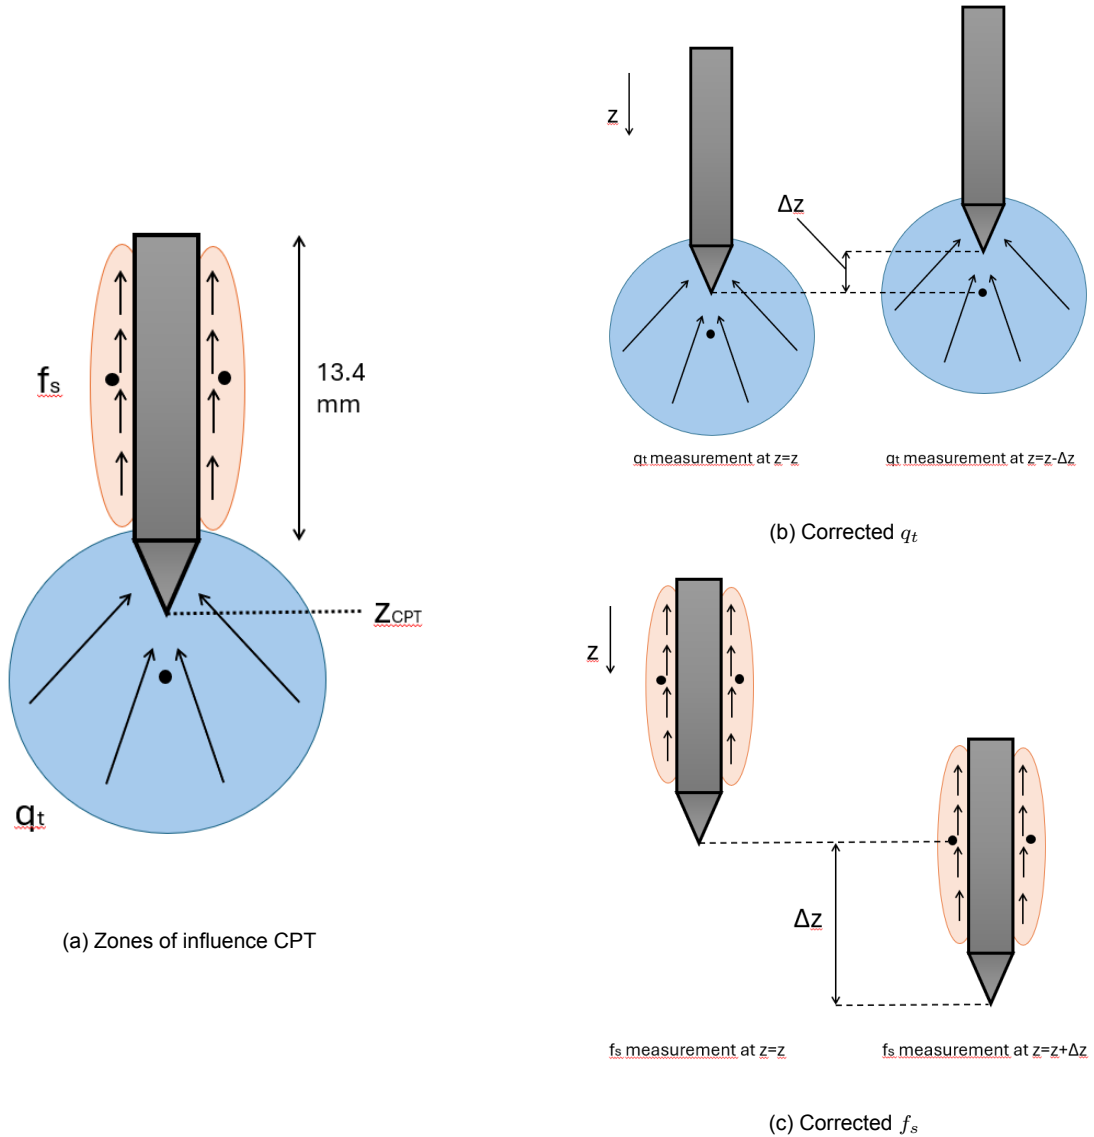 fs
13.4
mm
zCPT
qt
(a) Zones of influence CPT
z
Δz
qt measurement at z=z
qt measurement at z=z-Δz
(b) Corrected qt
z
Δz
fs measurement at z=z
fs measurement at z=z+Δz
(c) Corrected fs